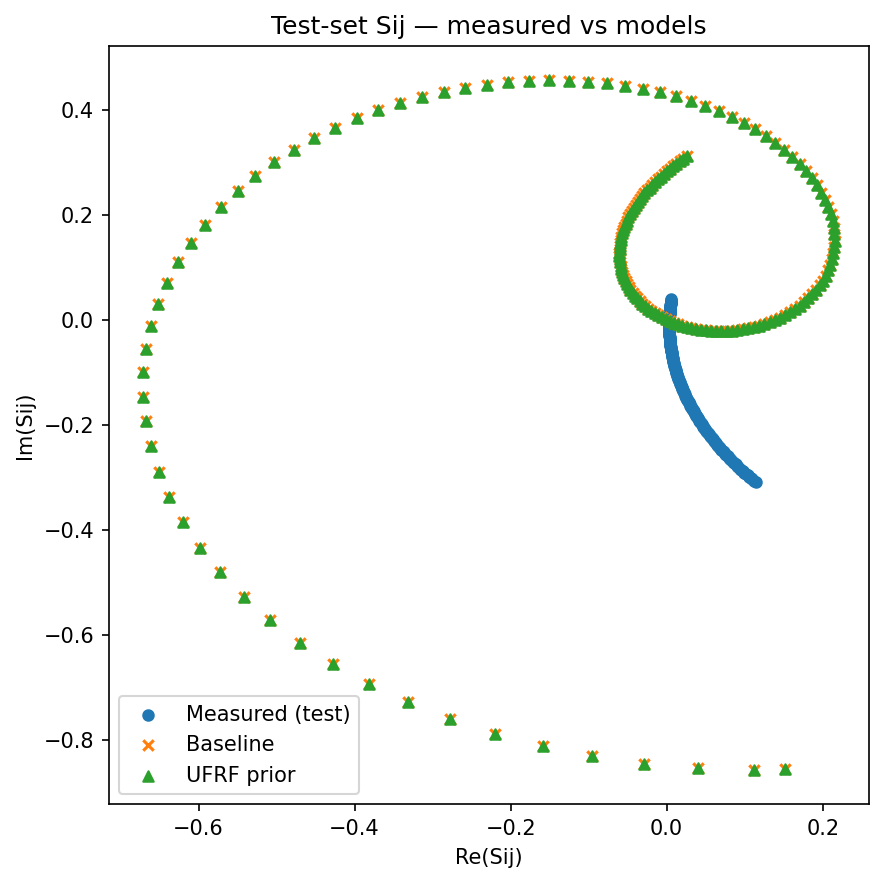 Test-set Sij — measured vs models
Im(Sij)
0.4
0.2
0.0
−0.2
−0.4
−0.6
−0.8
Measured (test)
Baseline
UFRF prior
−0.6
−0.4
−0.2
0.0
0.2
Re(Sij)